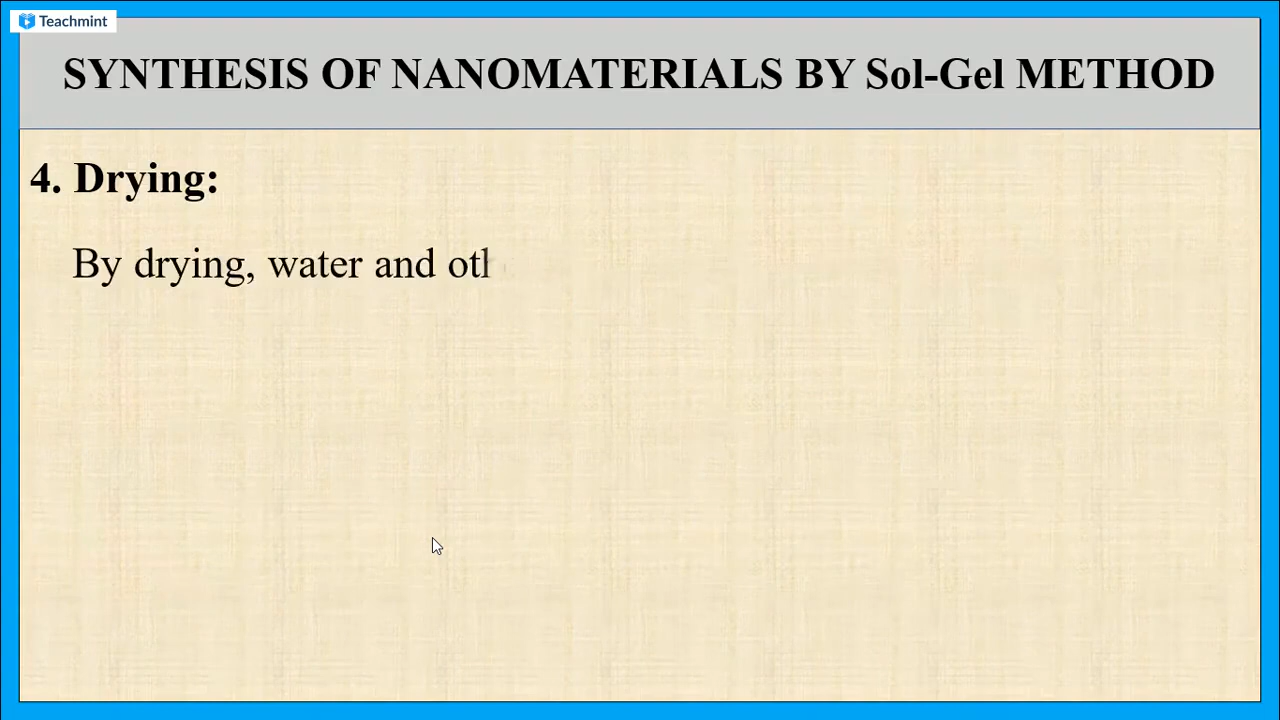 Teachmint
SYNTHESIS OF NANOMATERIALS BY Sol-Gel METHOD
4. Drying:
By drying, water and